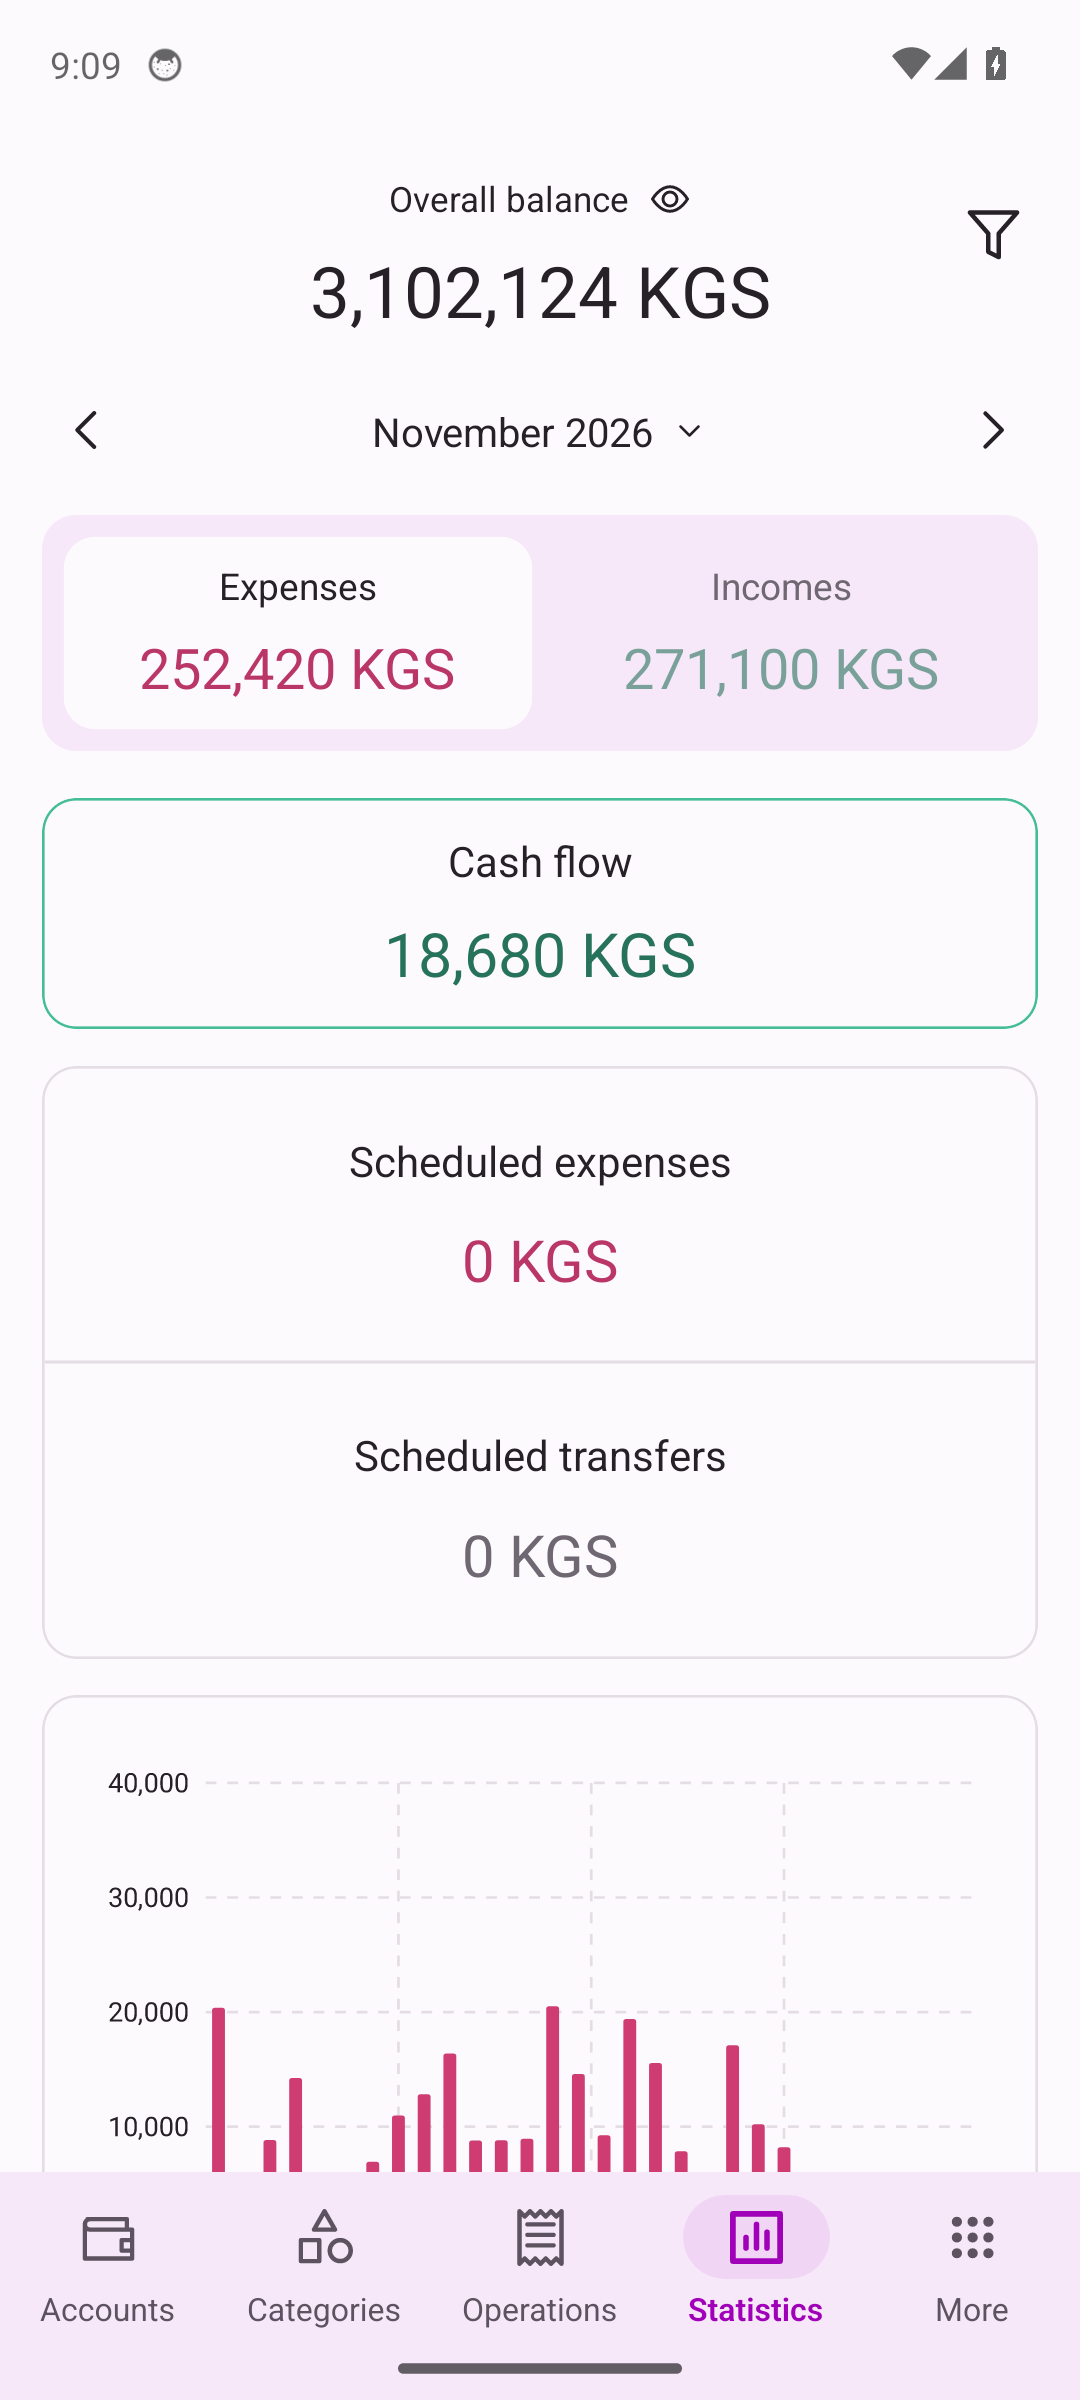 9:09
Overall balance
3,102,124 KGS
November 2026
Expenses
252,420 KGS
Incomes
271,100 KGS
Cash flow
18,680 KGS
Scheduled expenses
0 KGS
Scheduled transfers
0 KGS
40,000
30,000
20,000
10,000
Accounts
Categories
Operations
Statistics
More